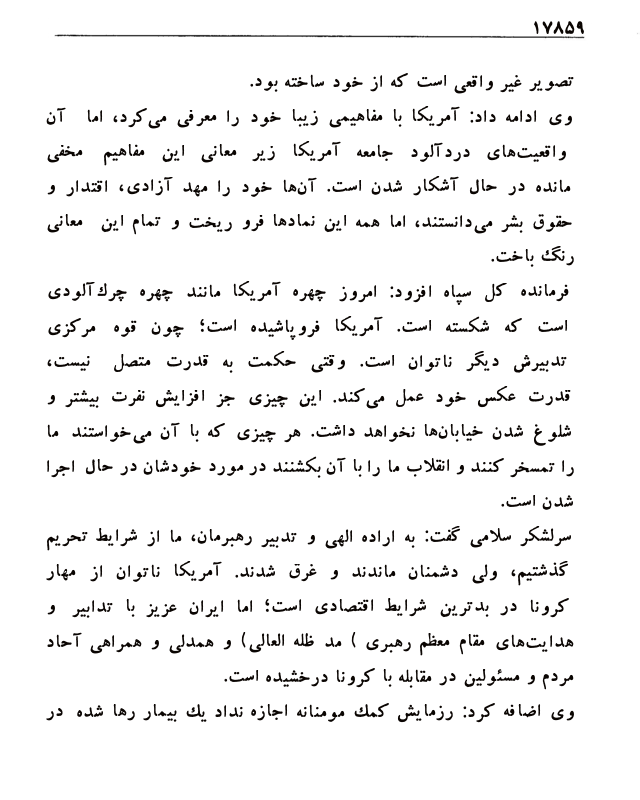 ۱۷۸۵۹
تصویر غیر واقعی است که از خود ساخته بود.
وی ادامه داد: آمریکا با مفاهیمی زیبا خود را معرفی می‌کرد، اما آن
واقعیت‌های دردآلود جامعه آمریکا زیر معانی این مفاهیم مخفی
مانده در حال آشکار شدن است. آن‌ها خود را مهد آزادی، اقتدار و
حقوق بشر می‌دانستند، اما همه این نمادها فرو ریخت و تمام این معانی
رنگ باخت.
فرمانده کل سپاه افزود: امروز چهره آمریکا مانند چهره چرك‌آلودی
است که شکسته است. آمریکا فروپاشیده است؛ چون قوه مرکزی
تدبیرش دیگر ناتوان است. وقتی حکمت به قدرت متصل نیست،
قدرت عکس خود عمل می‌کند. این چیزی جز افزایش نفرت بیشتر و
شلوغ شدن خیابان‌ها نخواهد داشت. هر چیزی که با آن می‌خواستند ما
را تمسخر کنند و انقلاب ما را با آن بکشنند در مورد خودشان در حال اجرا
شدن است.
سرلشکر سلامی گفت: به اراده الهی و تدبیر رهبرمان، ما از شرایط تحریم
گذشتیم، ولی دشمنان ماندند و غرق شدند. آمریکا ناتوان از مهار
کرونا در بدترین شرایط اقتصادی است؛ اما ایران عزیز با تدابیر و
هدایت‌های مقام معظم رهبری ) مد ظله العالی) و همدلی و همراهی آحاد
مردم و مسئولین در مقابله با کرونا درخشیده است.
وی اضافه کرد: رزمایش کمك مومنانه اجازه نداد یك بیمار رها شده در